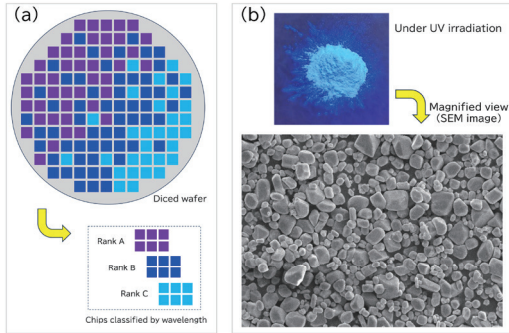 (a)
Diced wafer
Rank A
Rank B
Rank C
Chips classified by wavelength
(b)
Under UV irradiation
Magnified view
(SEM image)